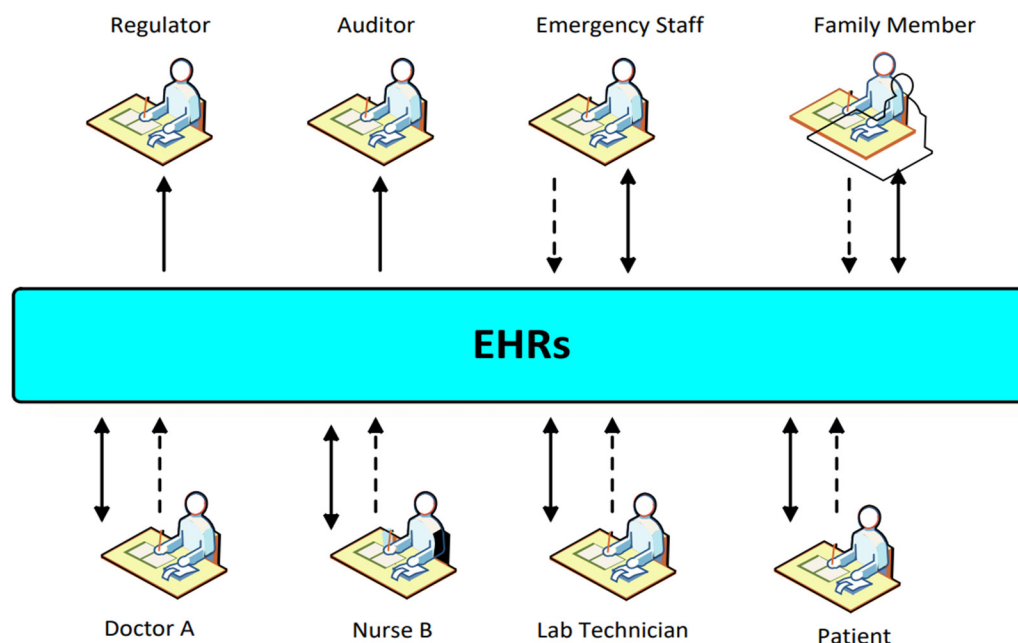 Regulator
Auditor
Emergency Staff
Family Member
EHRs
Doctor A
Nurse B
Lab Technician
Patient